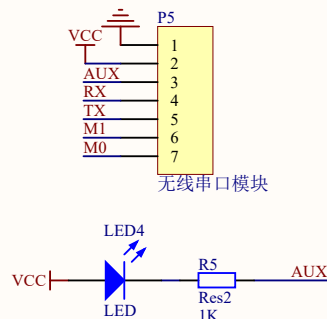 P5
1
VCC
2
AUX
3
RX
4
TX
5
M1
6
M0
7
无线串口模块
LED4
VCC
R5
AUX
LED
Res2
1K